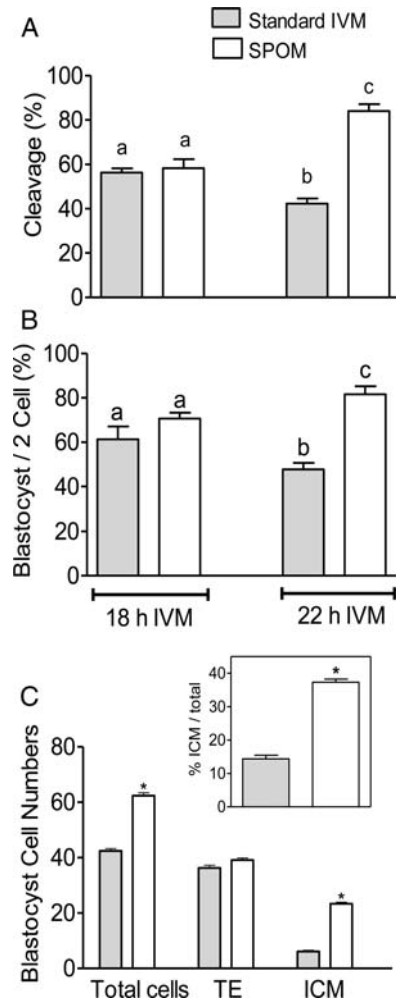 Standard IVM
SPOM
A
Cleavage (%)
100
80
60
40
20
0
a
a
b
c
B
Blastocyst / 2 Cell (%)
100
80
60
40
20
0
a
a
b
c
18 h IVM
22 h IVM
C
Blastocyst Cell Numbers
80
60
40
20
0
*
*
Total cells
TE
ICM
% ICM / total
40
30
20
10
0
*